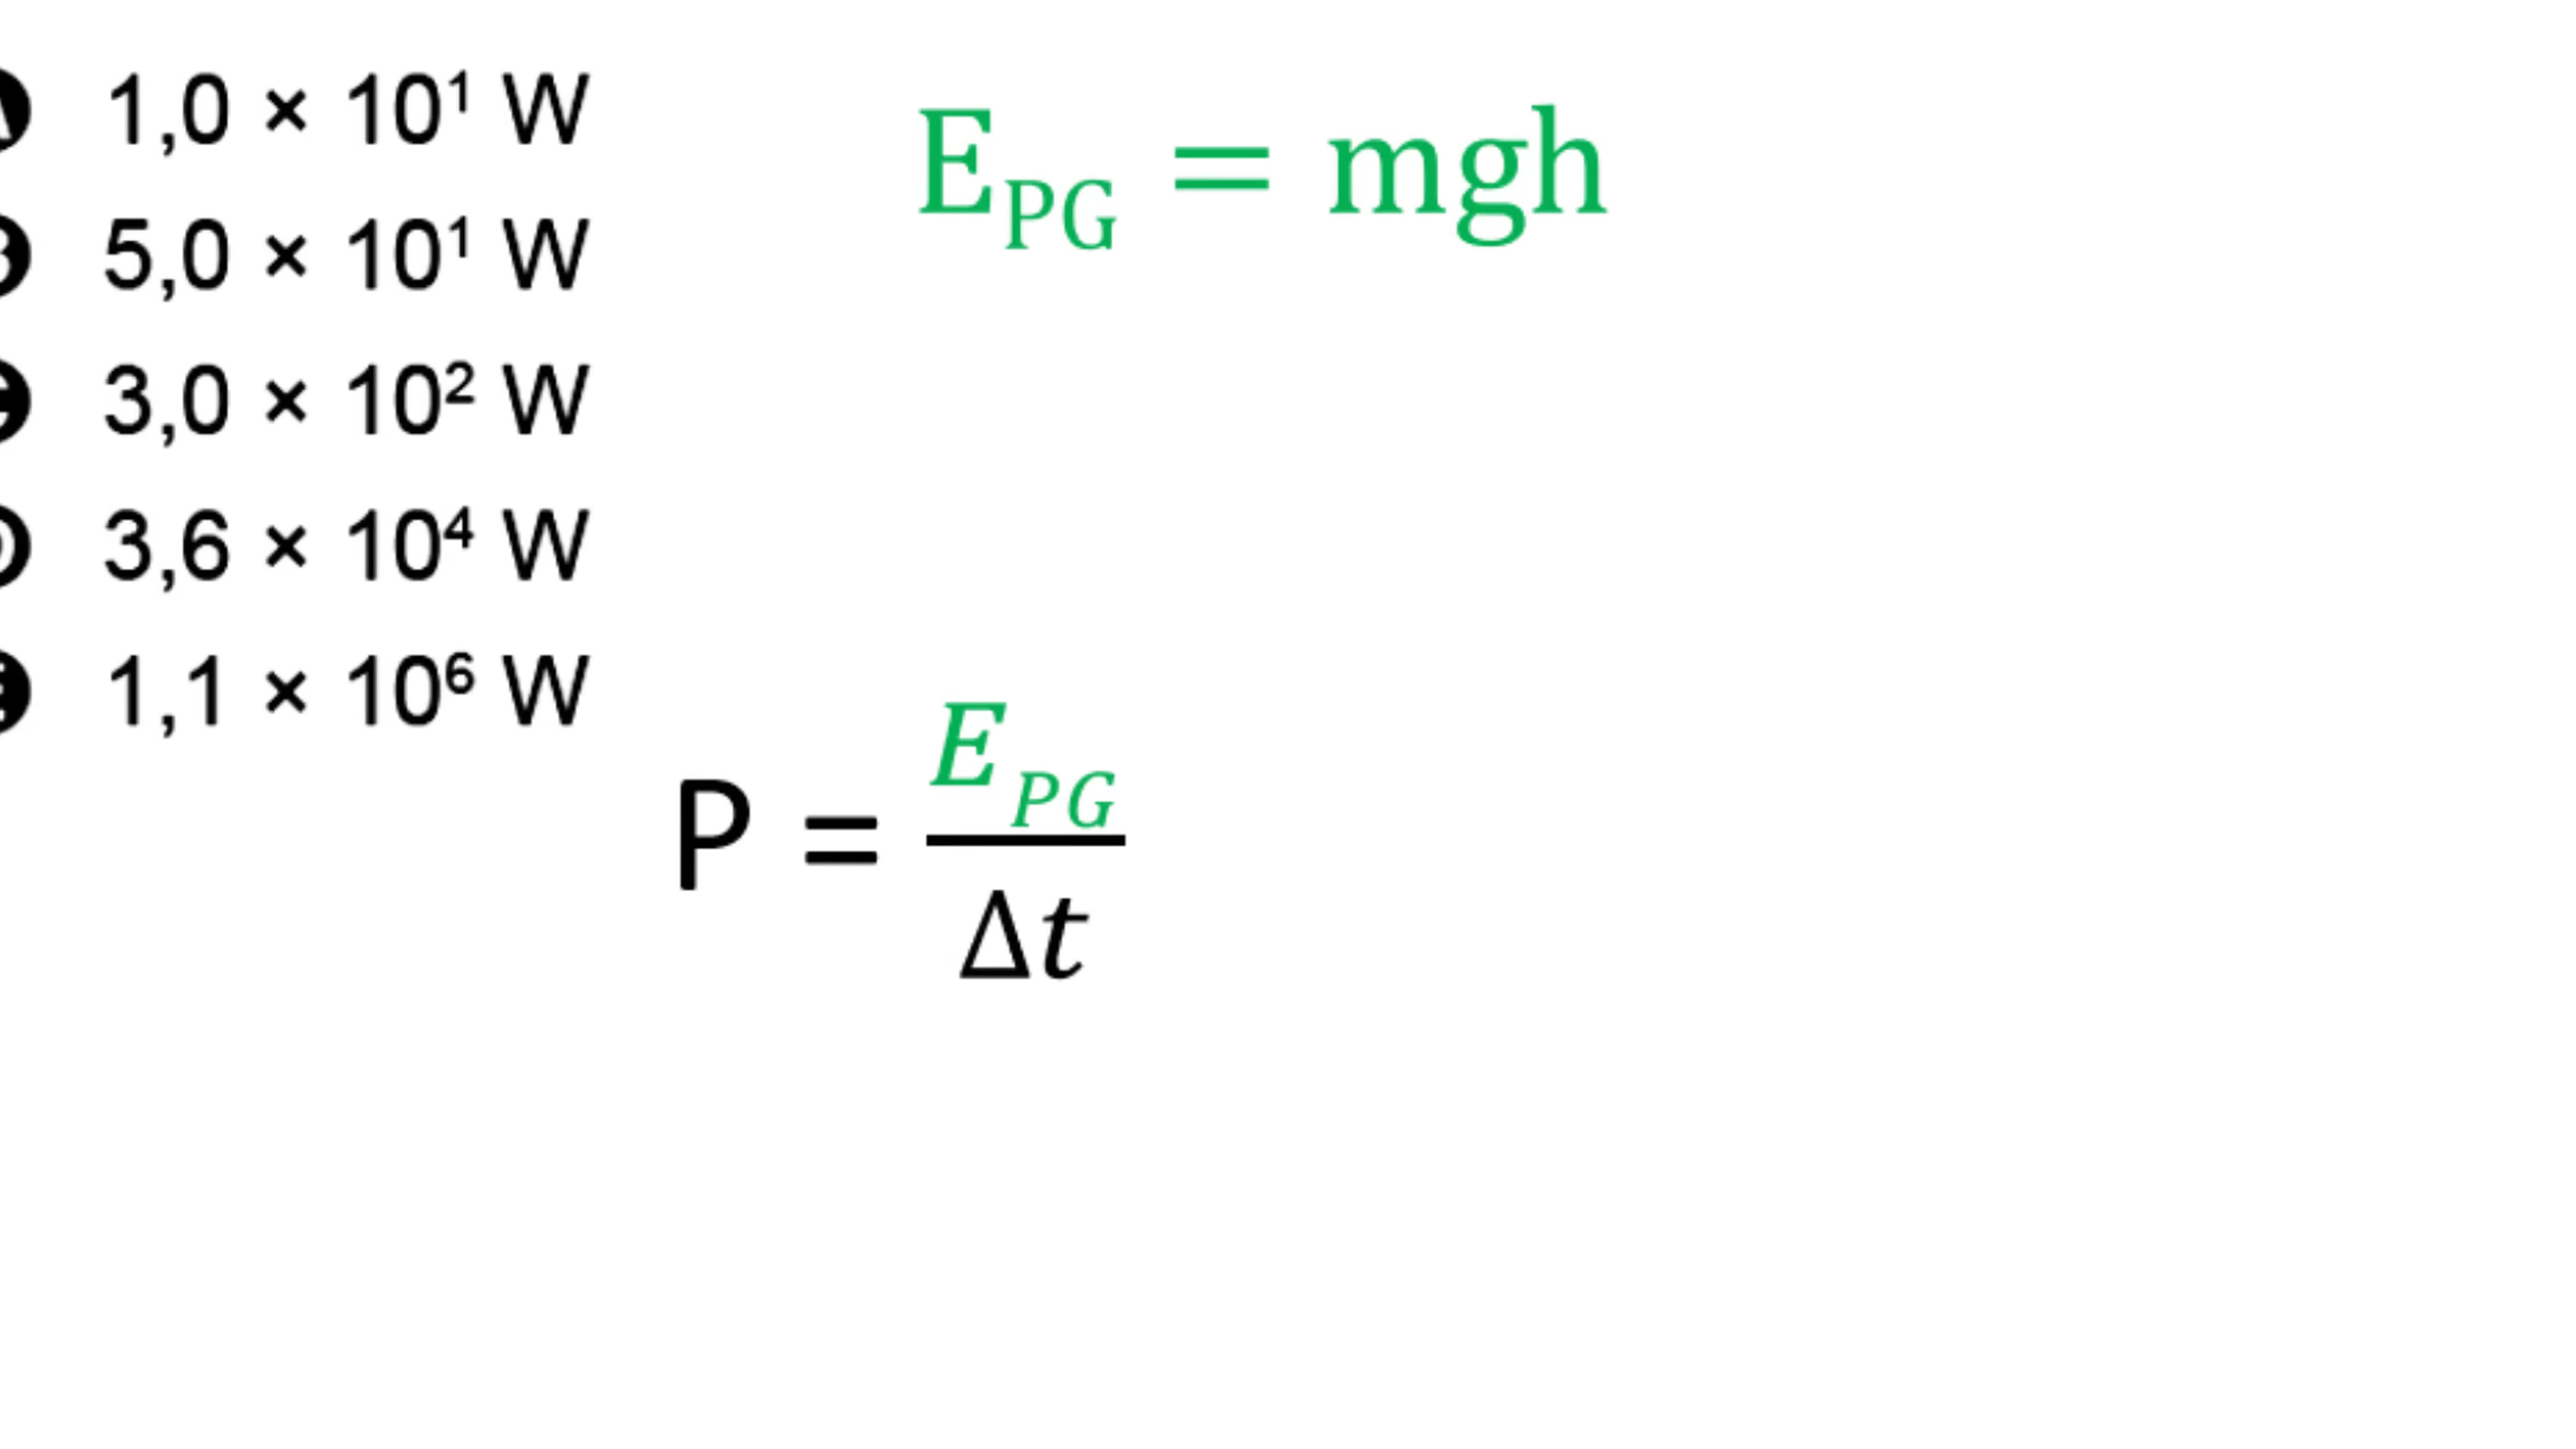 A 1,0 × 10¹ W
B 5,0 × 10¹ W
C 3,0 × 10² W
D 3,6 × 10⁴ W
E 1,1 × 10⁶ W
E_PG = mgh
P = E_PG / Δt